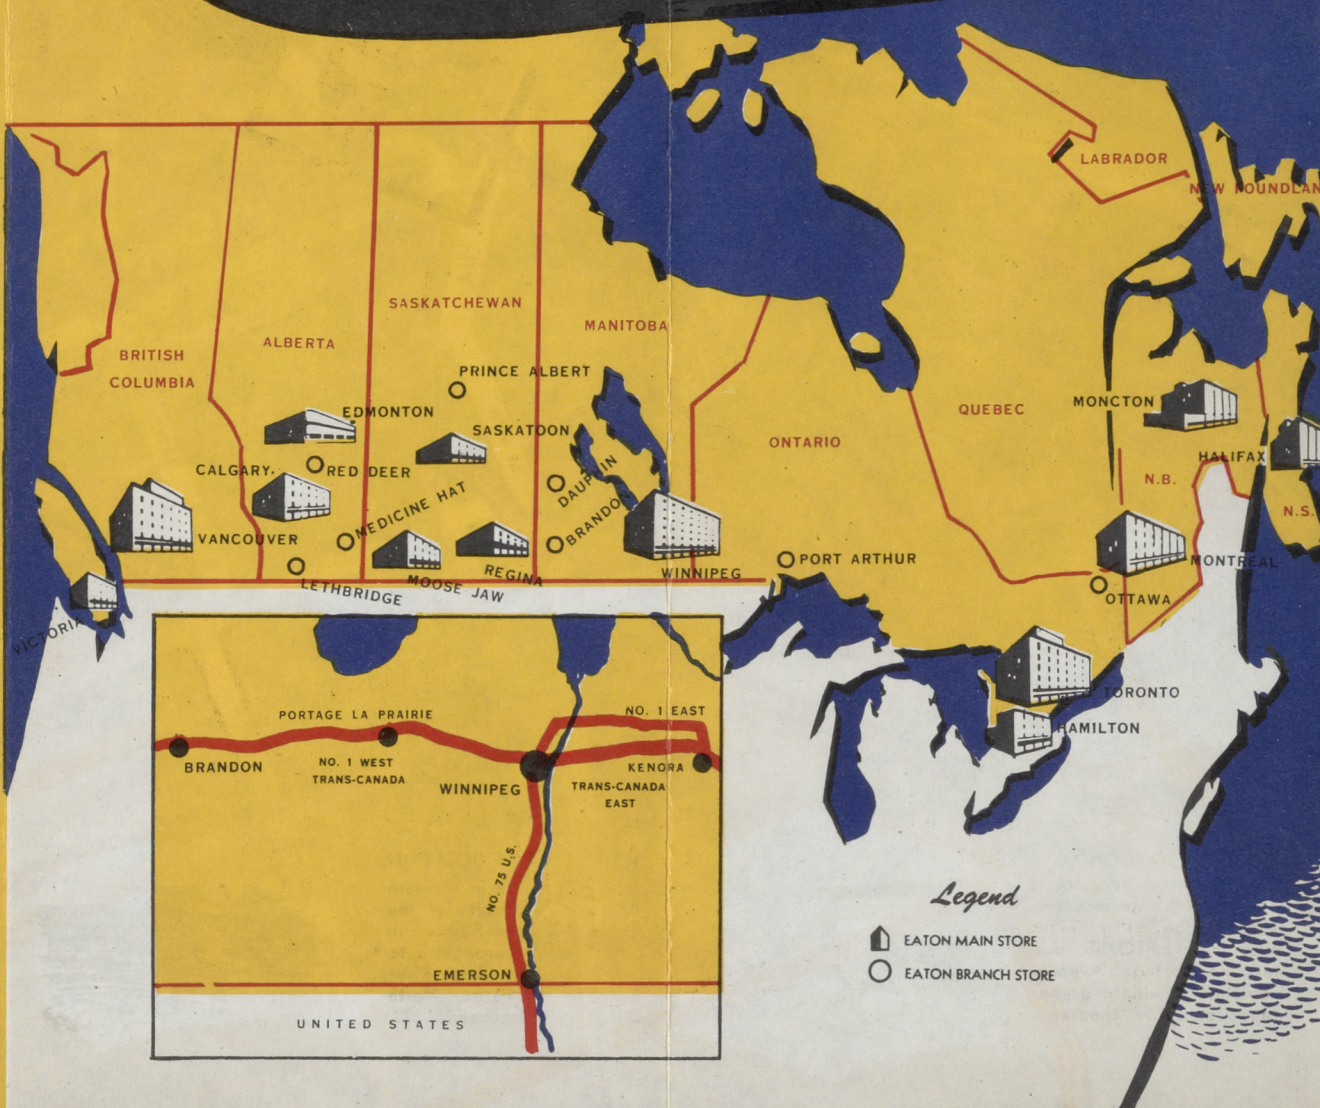 LABRADOR
NEW FOUNDLAN
SASKATCHEWAN
MANITOBA
ALBERTA
BRITISH
COLUMBIA
PRINCE ALBERT
EDMONTON
SASKATOON
MONCTON
QUEBEC
ONTARIO
CALGARY
RED DEER
DAUPLIN
HALIFAX
MEDICINE HAT
BRANDON
N.B.
N.S.
VANCOUVER
WINNIPEG
PORT ARTHUR
MONTREAL
LETHBRIDGE
MOOSE JAW
REGINA
OTTAWA
VICTORIA
TORONTO
HAMILTON
PORTAGE LA PRAIRIE
NO. 1 EAST
BRANDON
NO. 1 WEST
TRANS-CANADA
WINNIPEG
KENORA
TRANS-CANADA
EAST
NO. 75 U.S.
EMERSON
UNITED STATES
Legend
EATON MAIN STORE
EATON BRANCH STORE